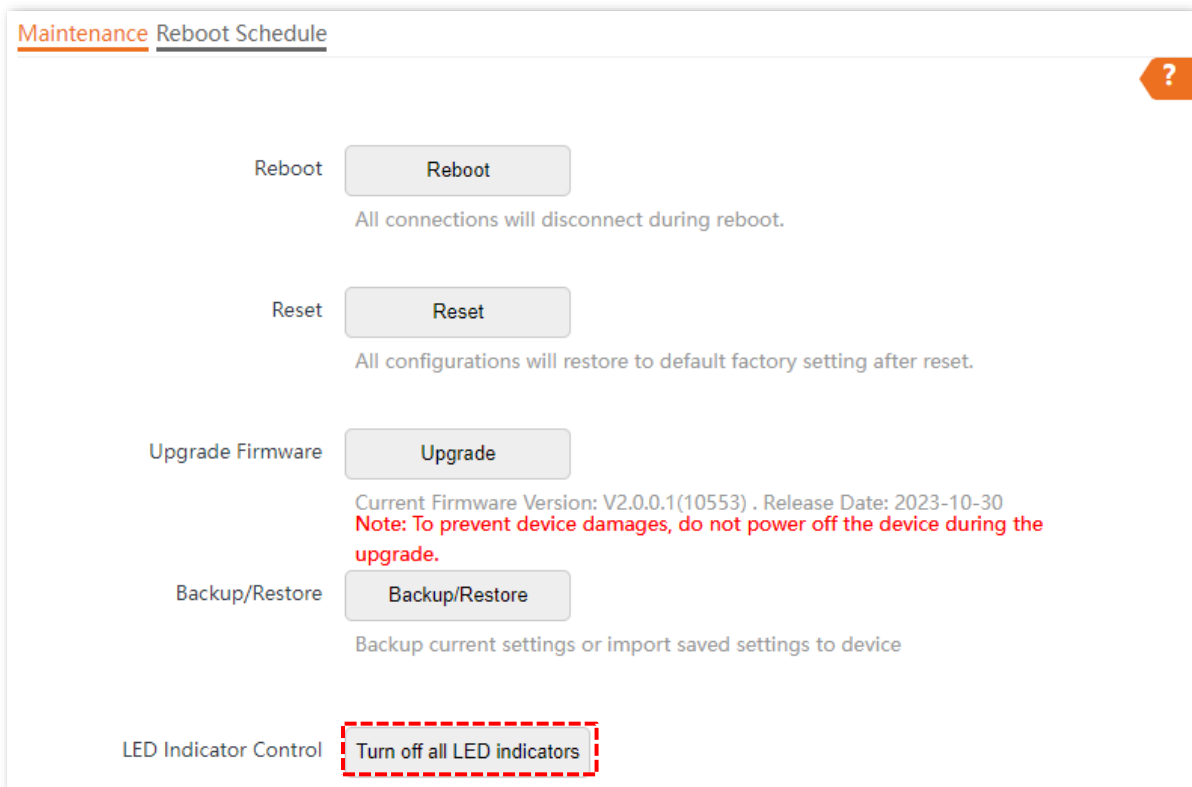 Maintenance Reboot Schedule
?
Reboot Reboot
All connections will disconnect during reboot.
Reset Reset
All configurations will restore to default factory setting after reset.
Upgrade Firmware Upgrade
Current Firmware Version: V2.0.0.1(10553) . Release Date: 2023-10-30
Note: To prevent device damages, do not power off the device during the
upgrade.
Backup/Restore Backup/Restore
Backup current settings or import saved settings to device
LED Indicator Control Turn off all LED indicators